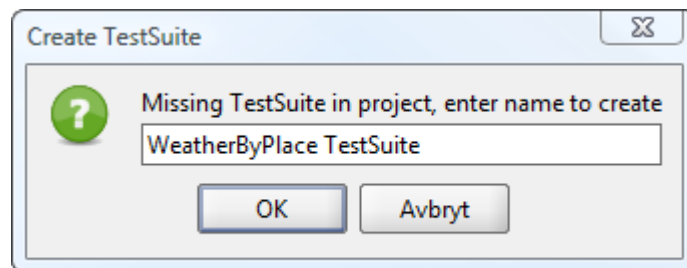 Create TestSuite
Missing TestSuite in project, enter name to create
WeatherByPlace TestSuite
OK
Avbryt